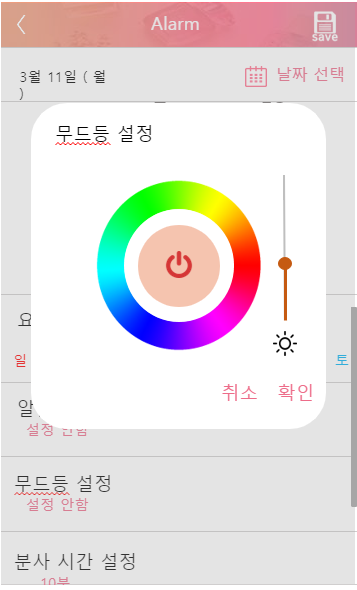 Alarm
save
3월 11일 ( 월
)
날짜 선택
무드등 설정
요
일
토
취소 확인
알
설정 안함
무드등 설정
설정 안함
분사 시간 설정
10분